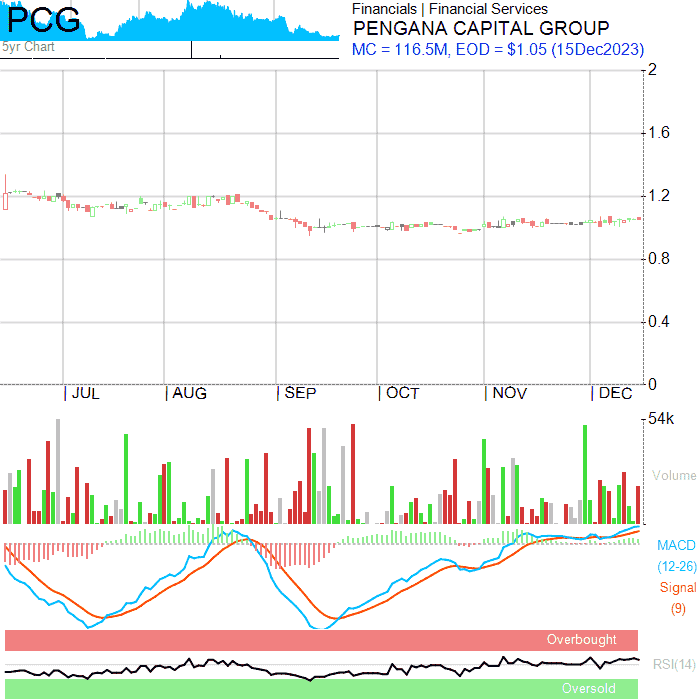 PCG
5yr Chart
Financials | Financial Services
PENGANA CAPITAL GROUP
MC = 116.5M, EOD = $1.05 (15Dec2023)
2
1.6
1.2
0.8
0.4
0
JUL
AUG
SEP
OCT
NOV
DEC
54k
Volume
MACD
(12-26)
Signal
(9)
Overbought
RSI(14)
Oversold